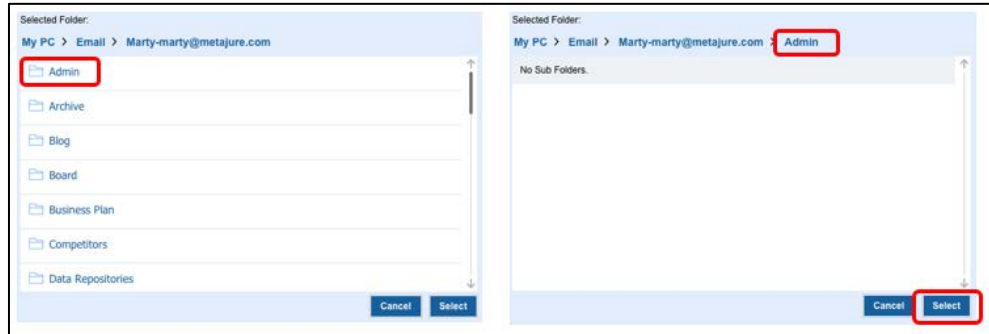 Selected Folder:
My PC > Email > Marty-marty@metajure.com
Admin
Archive
Blog
Board
Business Plan
Competitors
Data Repositories
Cancel Select
Selected Folder:
My PC > Email > Marty-marty@metajure.com > Admin
No Sub Folders.
Cancel Select